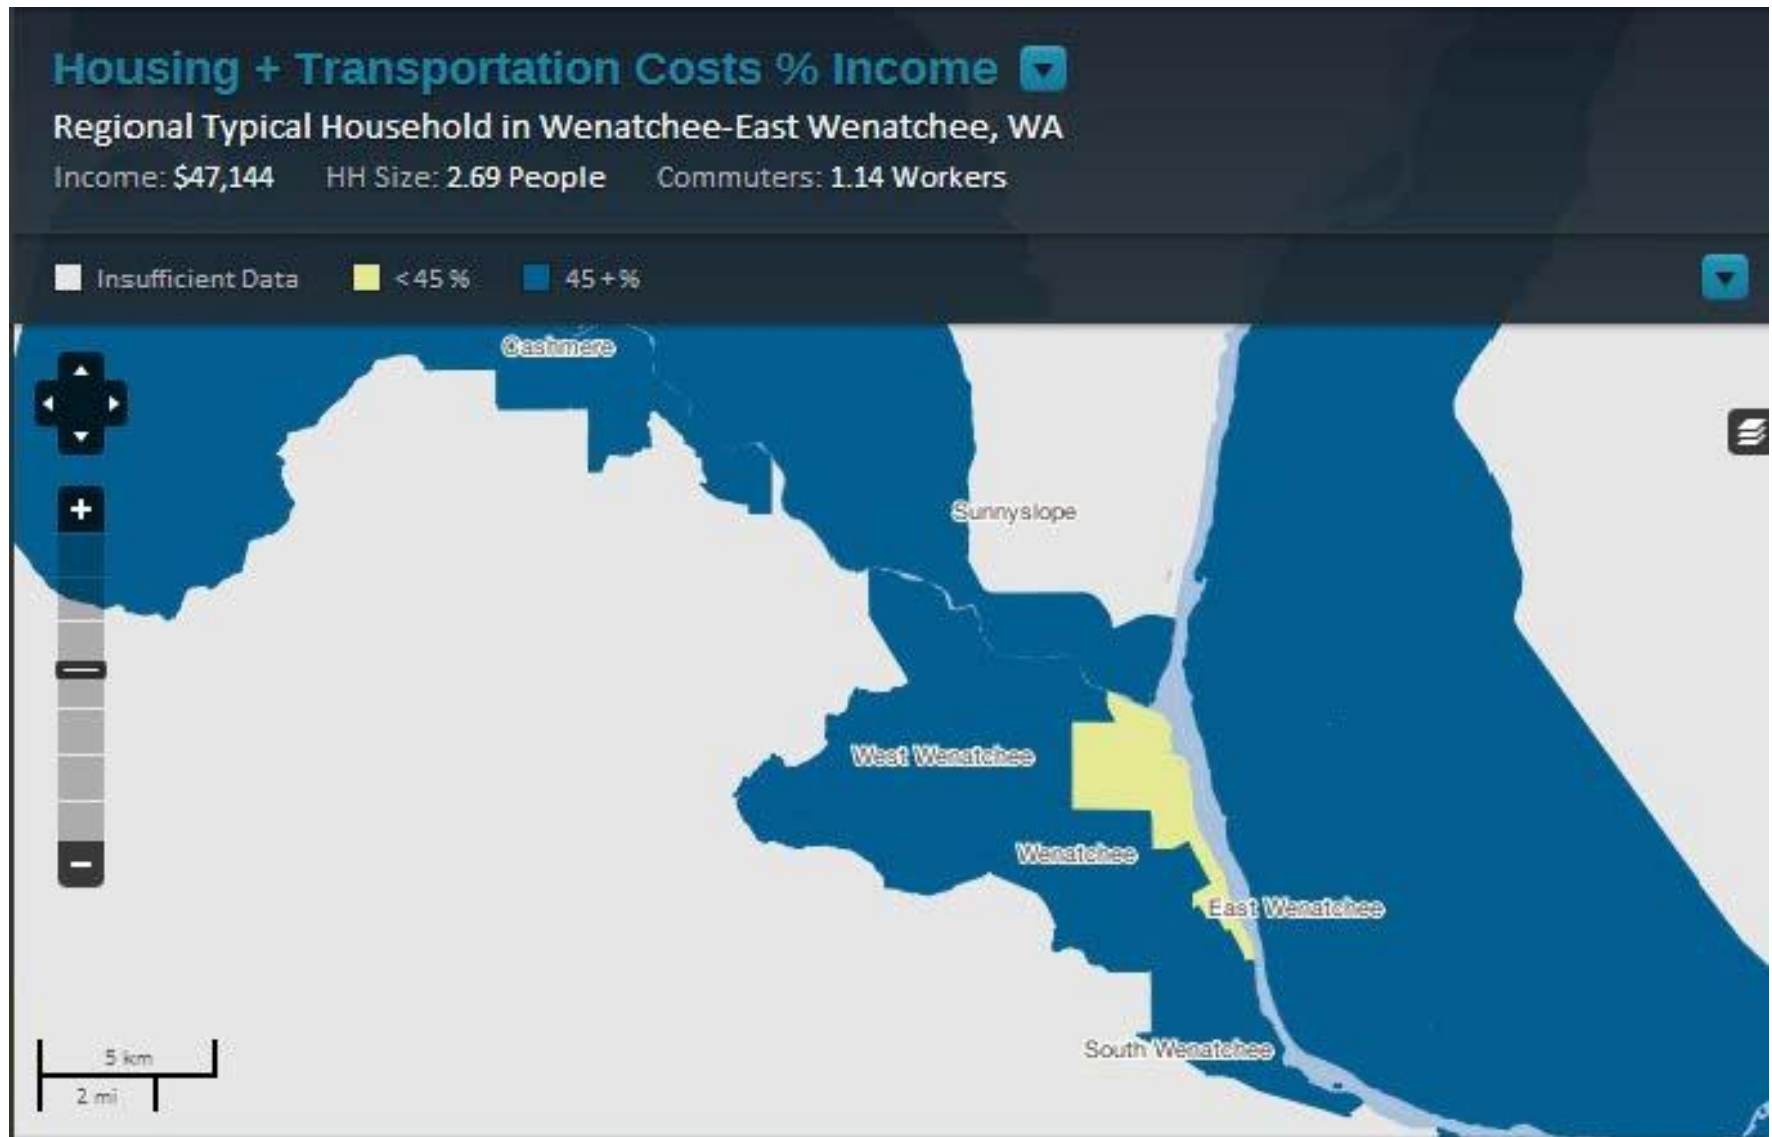 Housing + Transportation Costs % Income
Regional Typical Household in Wenatchee-East Wenatchee, WA
Income: $47,144 HH Size: 2.69 People Commuters: 1.14 Workers
Insufficient Data <45% 45+%
Cashmere
+
Sunnyslope
West Wenatchee
Wenatchee
−
East Wenatchee
South Wenatchee
5 km
2 mi